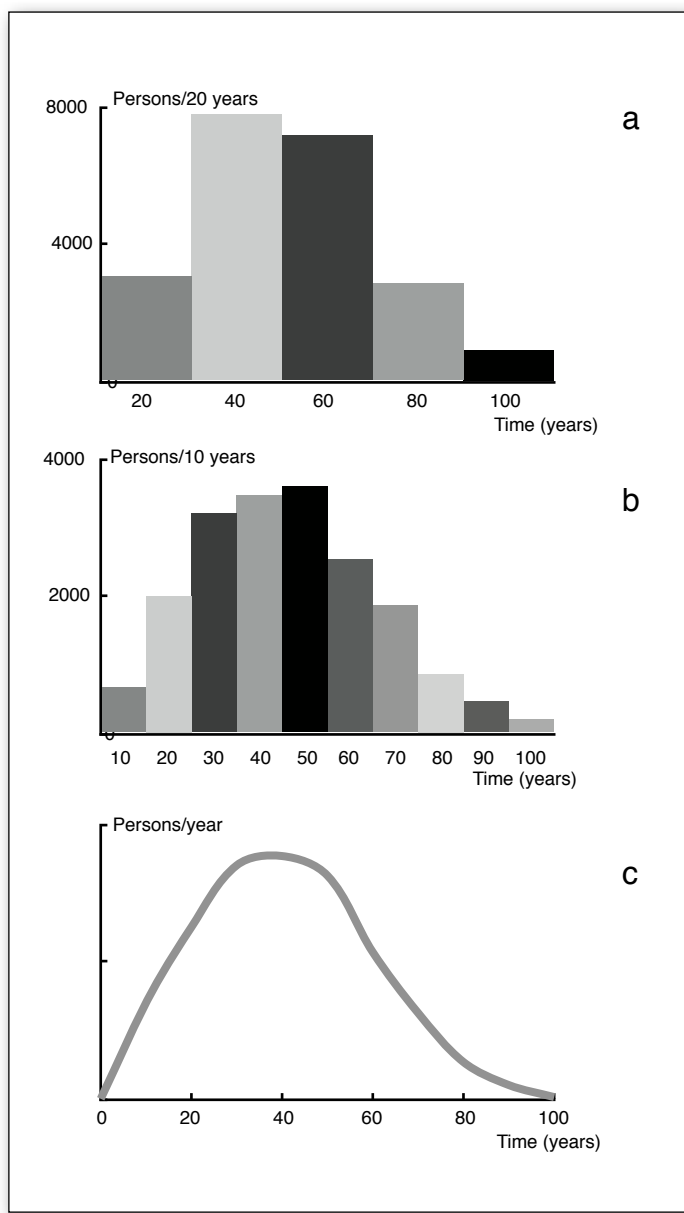 Persons/20 years
8000
a
4000
0
20 40 60 80 100
Time (years)
4000
Persons/10 years
b
2000
0
10 20 30 40 50 60 70 80 90 100
Time (years)
Persons/year
c
0 20 40 60 80 100
Time (years)